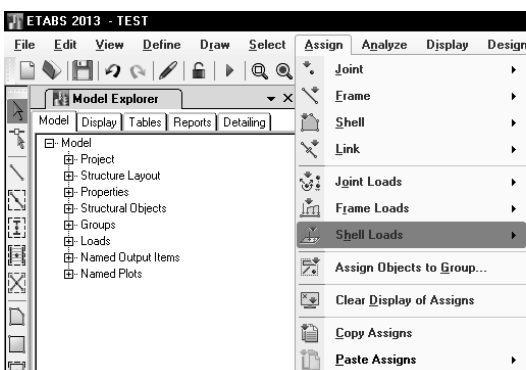 ETABS 2013 - TEST
File Edit View Define Draw Select Assign Analyze Display Design
Model Explorer
Model Display Tables Reports Detailing
Model
Project
Structure Layout
Properties
Structural Objects
Groups
Loads
Named Output Items
Named Plots
Joint
Frame
Shell
Link
Joint Loads
Frame Loads
Shell Loads
Assign Objects to Group...
Clear Display of Assigns
Copy Assigns
Paste Assigns